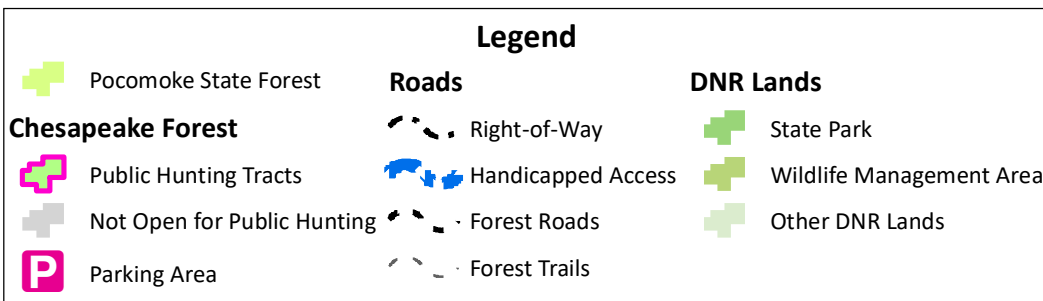 Legend
Pocomoke State Forest
Chesapeake Forest
Public Hunting Tracts
Not Open for Public Hunting
P
Parking Area
Roads
Right-of-Way
Handicapped Access
Forest Roads
Forest Trails
DNR Lands
State Park
Wildlife Management Area
Other DNR Lands